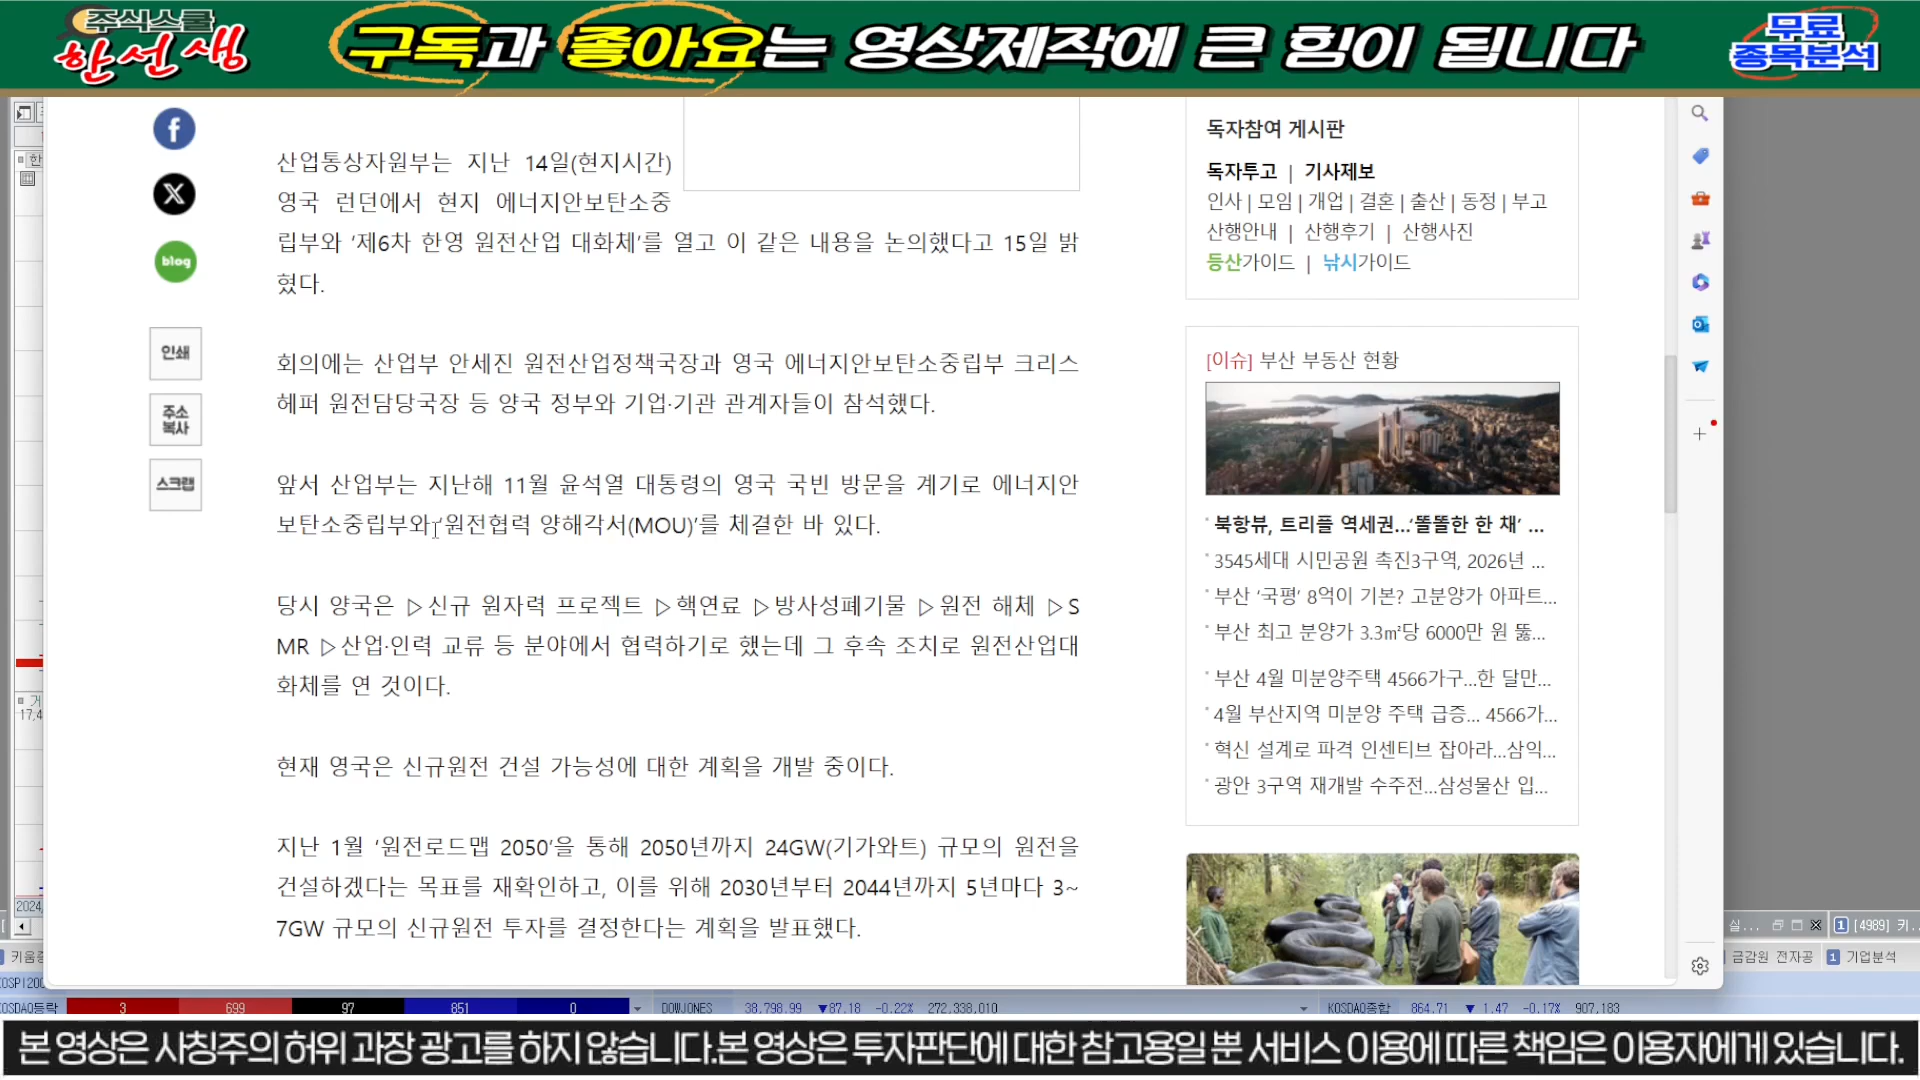 주식스쿨
한선생
구독과 좋아요는 영상제작에 큰 힘이 됩니다
무료
종목분석
산업통상자원부는 지난 14일(현지시간)
영국 런던에서 현지 에너지안보탄소중
립부와 ‘제6차 한영 원전산업 대화체’를 열고 이 같은 내용을 논의했다고 15일 밝
혔다.
회의에는 산업부 안세진 원전산업정책국장과 영국 에너지안보탄소중립부 크리스
헤퍼 원전담당국장 등 양국 정부와 기업·기관 관계자들이 참석했다.
앞서 산업부는 지난해 11월 윤석열 대통령의 영국 국빈 방문을 계기로 에너지안
보탄소중립부와 ‘원전협력 양해각서(MOU)’를 체결한 바 있다.
당시 양국은 ▷신규 원자력 프로젝트 ▷핵연료 ▷방사성폐기물 ▷원전 해체 ▷S
MR ▷산업·인력 교류 등 분야에서 협력하기로 했는데 그 후속 조치로 원전산업대
화체를 연 것이다.
현재 영국은 신규원전 건설 가능성에 대한 계획을 개발 중이다.
지난 1월 ‘원전로드맵 2050’을 통해 2050년까지 24GW(기가와트) 규모의 원전을
건설하겠다는 목표를 재확인하고, 이를 위해 2030년부터 2044년까지 5년마다 3~
7GW 규모의 신규원전 투자를 결정한다는 계획을 발표했다.
f
X
blog
인쇄
주소
복사
스크랩
독자참여 게시판
독자투고 | 기사제보
인사 | 모임 | 개업 | 결혼 | 출산 | 동정 | 부고
산행안내 | 산행후기 | 산행사진
등산가이드 | 낚시가이드
[이슈] 부산 부동산 현황
북항뷰, 트리플 역세권...‘똘똘한 한 채’ ...
3545세대 시민공원 촉진3구역, 2026년 ...
부산 ‘국평’ 8억이 기본? 고분양가 아파트...
부산 최고 분양가 3.3㎡당 6000만 원 뚫...
부산 4월 미분양주택 4566가구...한 달만...
4월 부산지역 미분양 주택 급증... 4566가...
혁신 설계로 파격 인센티브 잡아라...삼익...
광안 3구역 재개발 수주전...삼성물산 입...
한
거
17,4
2024,
실... 1 [4989] 키..
키움증 금감원 전자공 1 기업분석
KOSPI200
KOSDAQ등락 3 699 97 851 0 DOWJONES 38,798.99 ▼87.18 -0.22% 272,338,010 KOSDAQ종합 864.71 ▼ 1.47 -0.17% 907,183
본 영상은 사칭주의 허위 과장 광고를 하지 않습니다.본 영상은 투자판단에 대한 참고용일 뿐 서비스 이용에 따른 책임은 이용자에게 있습니다.